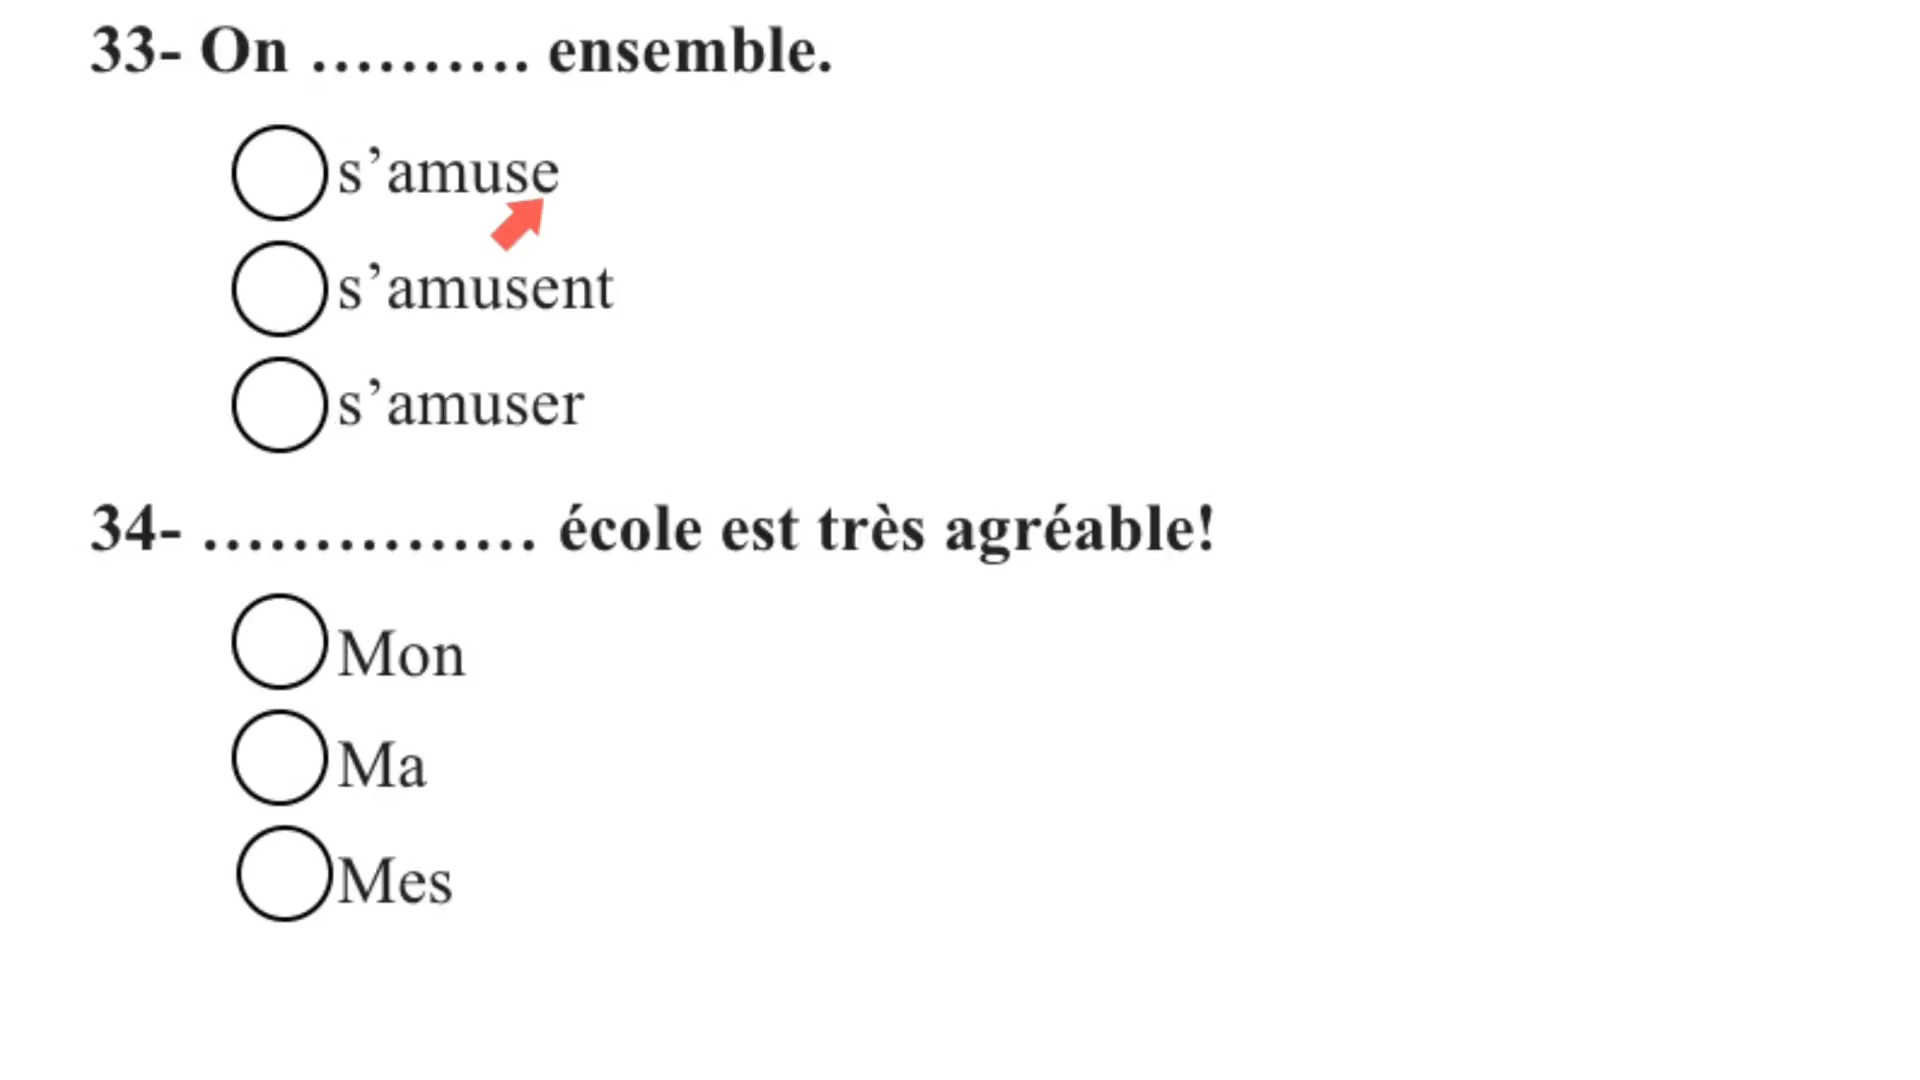 33- On .......... ensemble.
s’amuse
s’amusent
s’amuser
34- ............... école est très agréable!
Mon
Ma
Mes